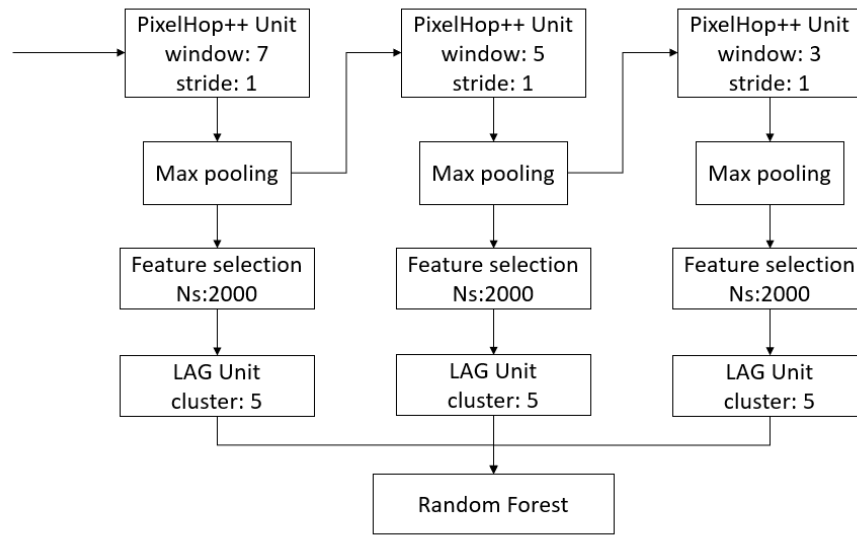 PixelHop++ Unit
window: 7
stride: 1
PixelHop++ Unit
window: 5
stride: 1
PixelHop++ Unit
window: 3
stride: 1
Max pooling
Max pooling
Max pooling
Feature selection
Ns:2000
Feature selection
Ns:2000
Feature selection
Ns:2000
LAG Unit
cluster: 5
LAG Unit
cluster: 5
LAG Unit
cluster: 5
Random Forest